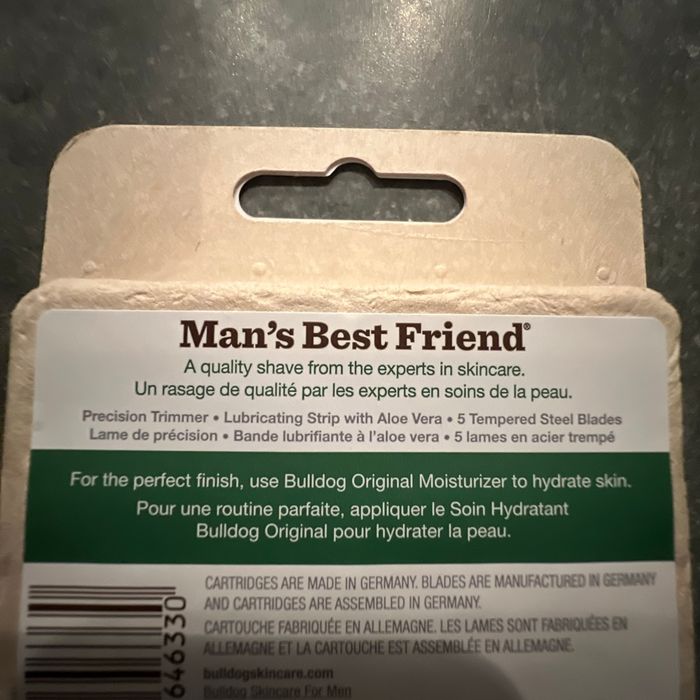 Man's Best Friend®
A quality shave from the experts in skincare.
Un rasage de qualité par les experts en soins de la peau.
Precision Trimmer • Lubricating Strip with Aloe Vera • 5 Tempered Steel Blades
Lame de précision • Bande lubrifiante à l'aloe vera • 5 lames en acier trempé
For the perfect finish, use Bulldog Original Moisturizer to hydrate skin.
Pour une routine parfaite, appliquer le Soin Hydratant
Bulldog Original pour hydrater la peau.
CARTRIDGES ARE MADE IN GERMANY. BLADES ARE MANUFACTURED IN GERMANY
AND CARTRIDGES ARE ASSEMBLED IN GERMANY.
CARTOUCHE FABRIQUÉE EN ALLEMAGNE. LES LAMES SONT FABRIQUÉES EN
ALLEMAGNE ET LA CARTOUCHE EST ASSEMBLÉE EN ALLEMAGNE.
646330
bulldogskincare.com
Bulldog Skincare For Men